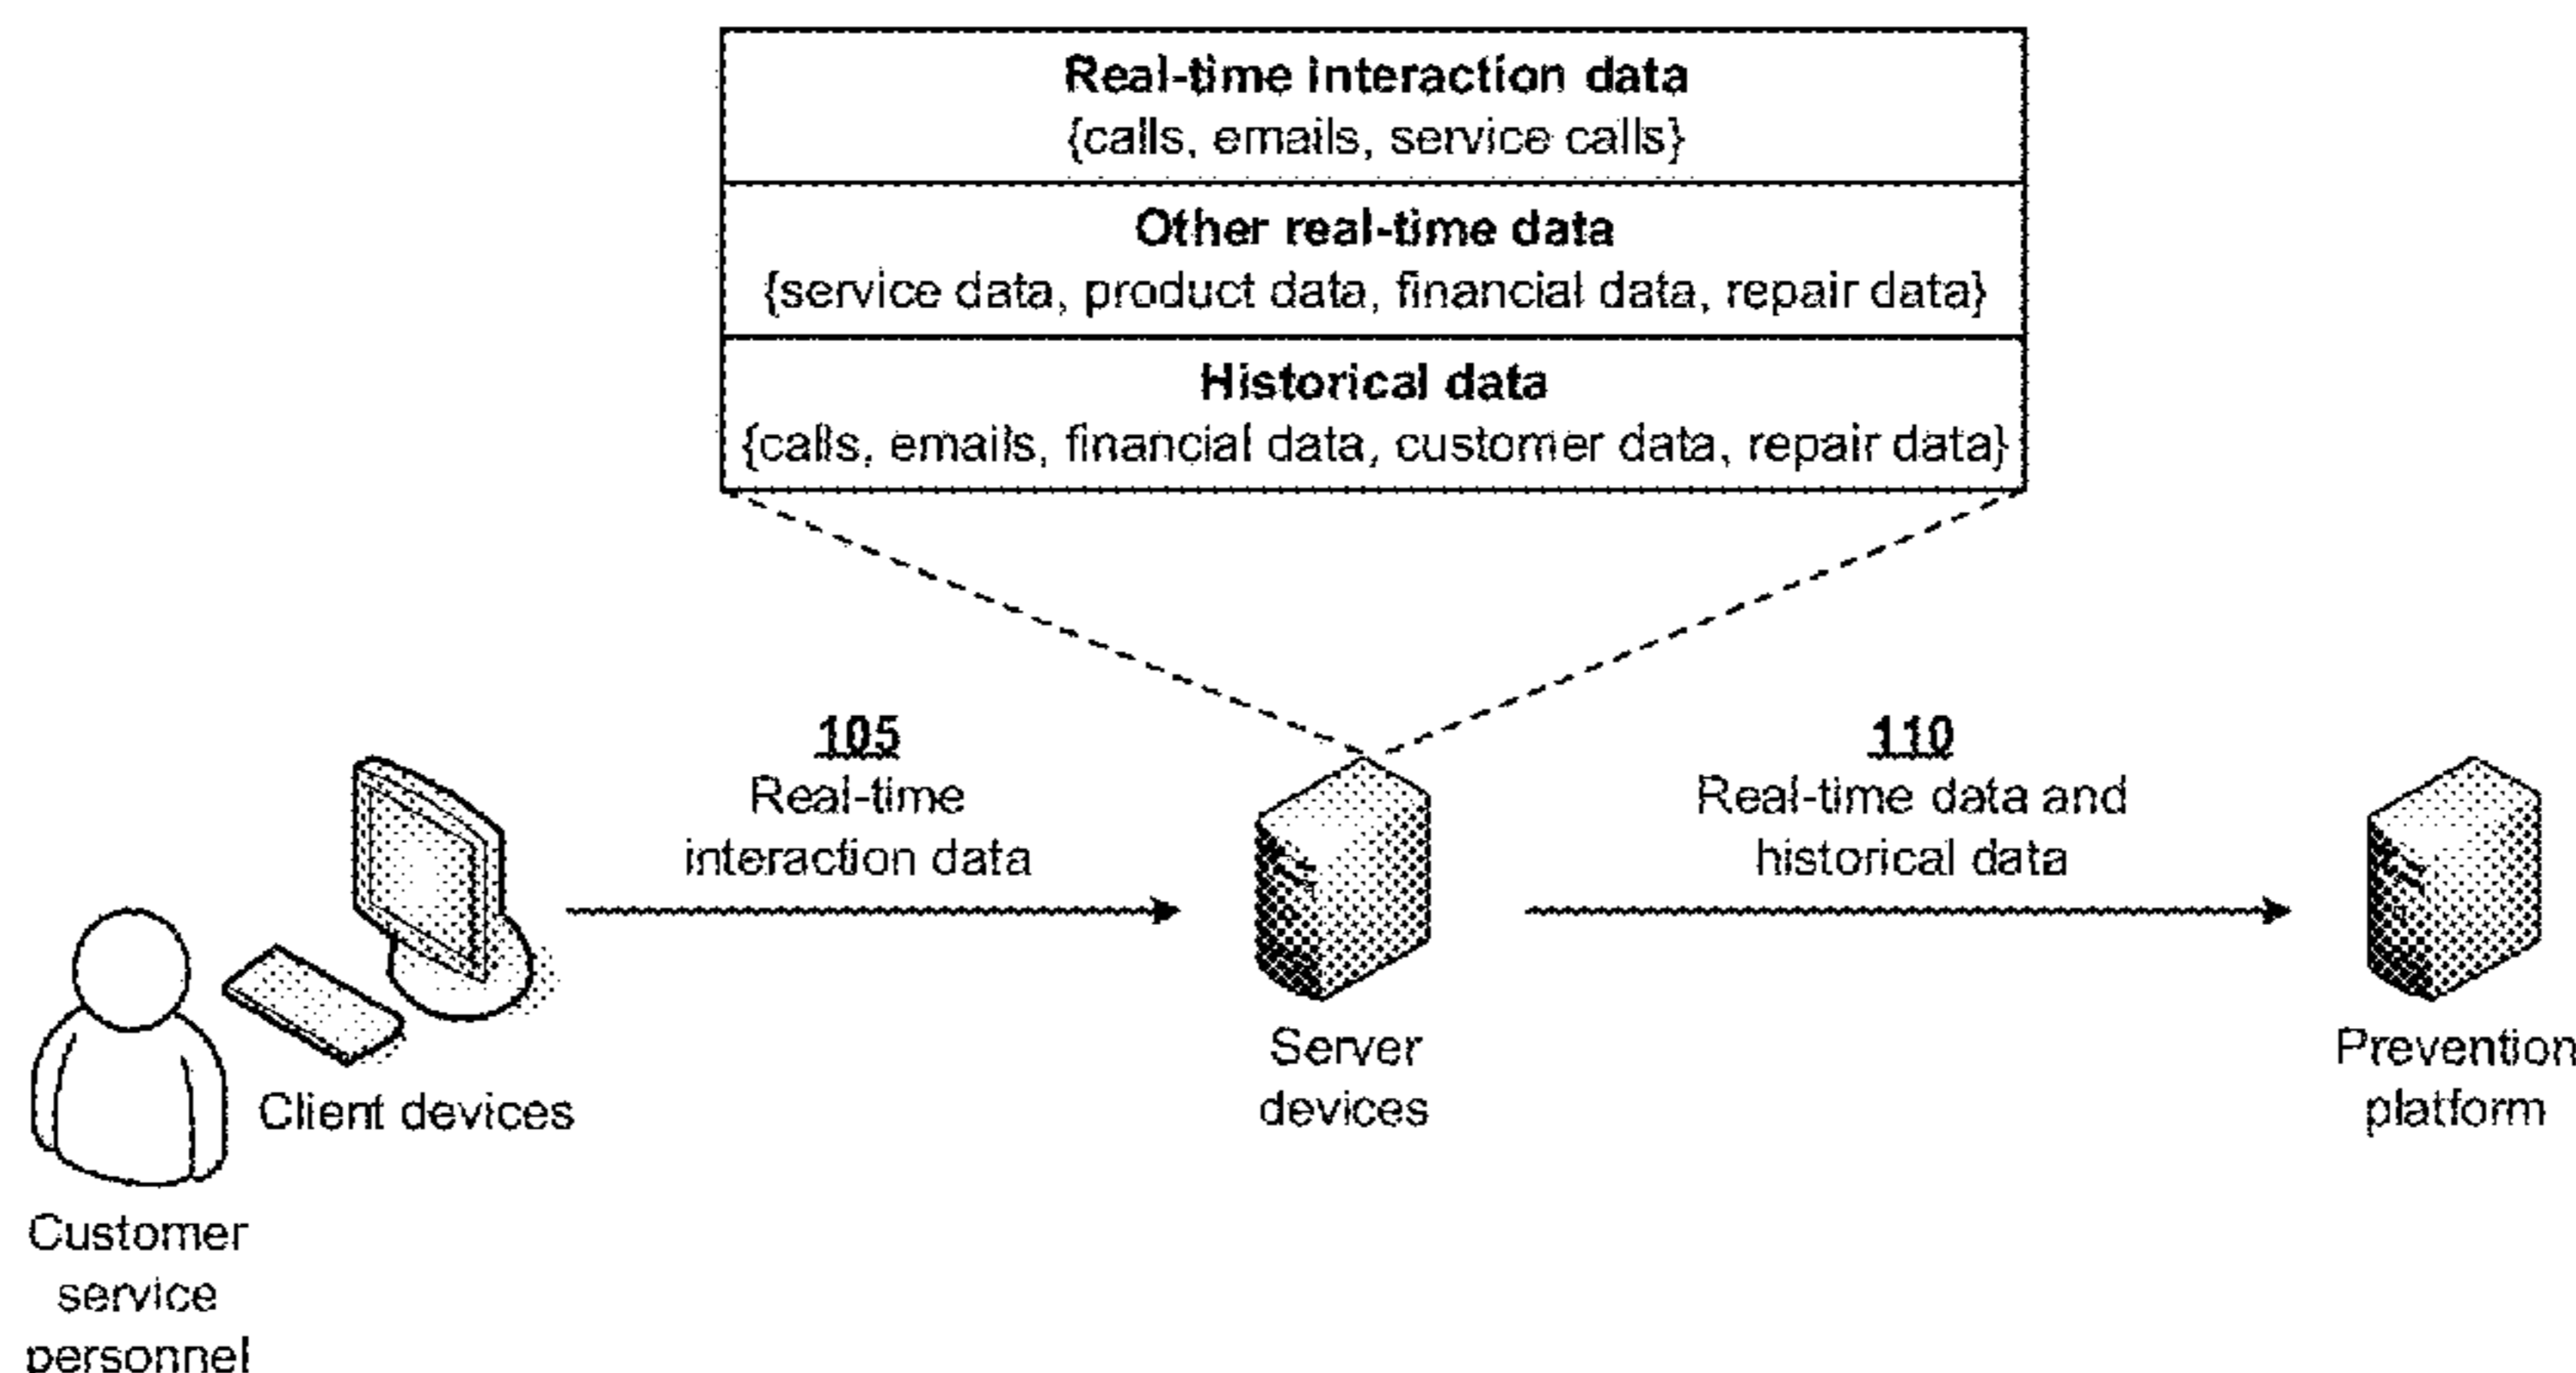 Real-time interaction data
{calls, emails, service calls}
Other real-time data
{service data, product data, financial data, repair data}
Historical data
{calls, emails, financial data, customer data, repair data}
105
Real-time
interaction data
110
Real-time data and
historical data
Client devices
Customer
service
personnel
Server
devices
Prevention
platform